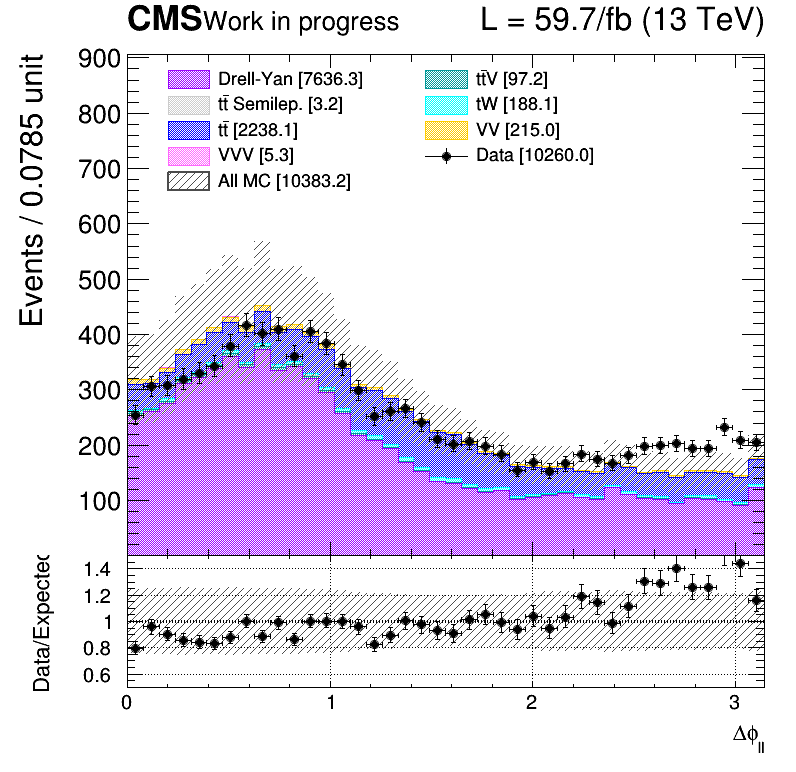 CMS Work in progress L = 59.7/fb (13 TeV)
Events / 0.0785 unit
900
800
700
600
500
400
300
200
100
Drell-Yan [7636.3]
tt̄ Semilep. [3.2]
tt̄ [2238.1]
VVV [5.3]
All MC [10383.2]
tt̄V [97.2]
tW [188.1]
VV [215.0]
Data [10260.0]
Data/Expected
1.4
1.2
1
0.8
0.6
0 1 2 3
Δϕll